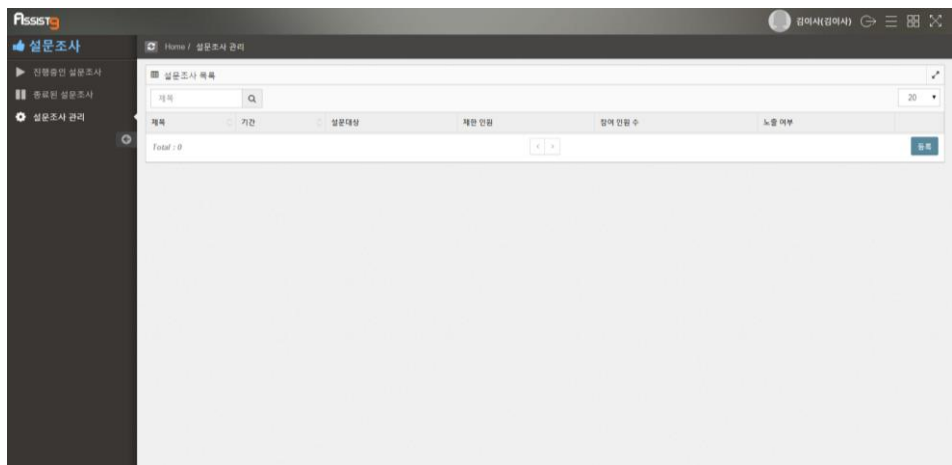 Assist9
김이사(김이사)
설문조사
Home / 설문조사 관리
진행중인 설문조사
종료된 설문조사
설문조사 관리
설문조사 목록
제목
20
제목 기간 설문대상 제한 인원 참여 인원 수 노출 여부
Total : 0
등록